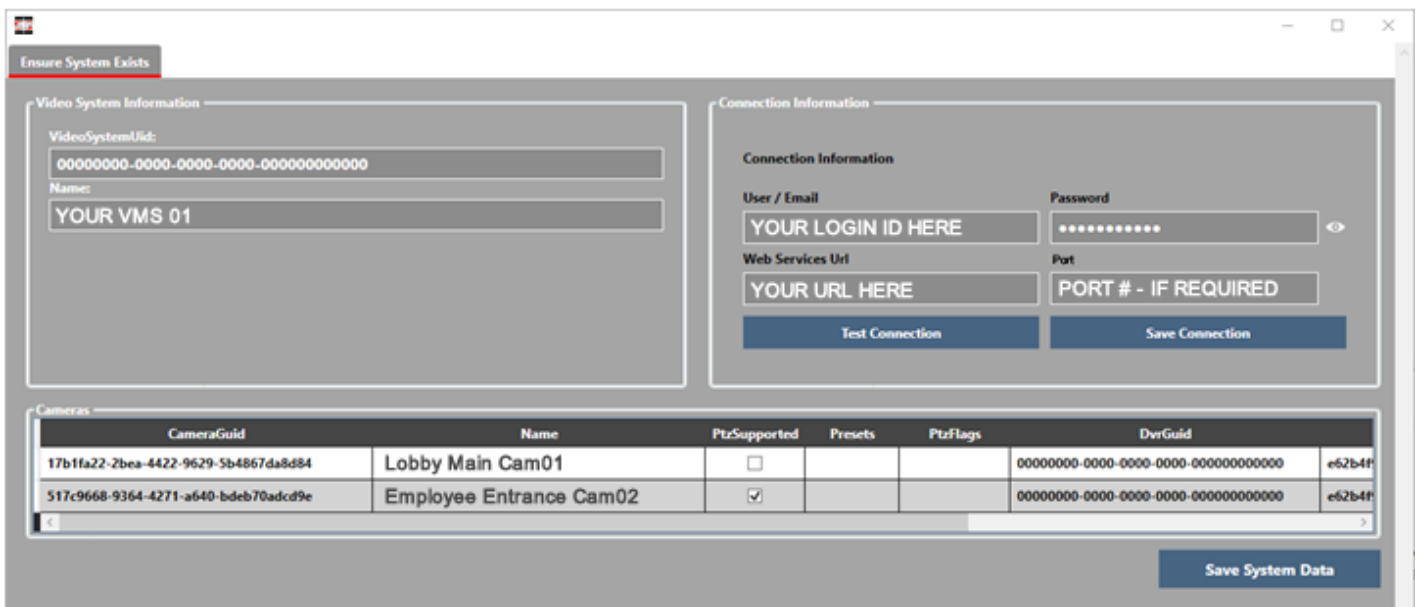 Ensure System Exists
Video System Information
VideoSystemUid:
00000000-0000-0000-0000-000000000000
Name:
YOUR VMS 01
Connection Information
Connection Information
User / Email
Password
YOUR LOGIN ID HERE
•••••••••••
Web Services Url
Port
YOUR URL HERE
PORT # - IF REQUIRED
Test Connection
Save Connection
Cameras
CameraGuid Name PtzSupported Presets PtzFlags DvrGuid
17b1fa22-2bea-4422-9629-5b4867da8d84 Lobby Main Cam01 00000000-0000-0000-0000-000000000000
517c9668-9364-4271-a640-bdeb70adcd9e Employee Entrance Cam02 00000000-0000-0000-0000-000000000000
Save System Data